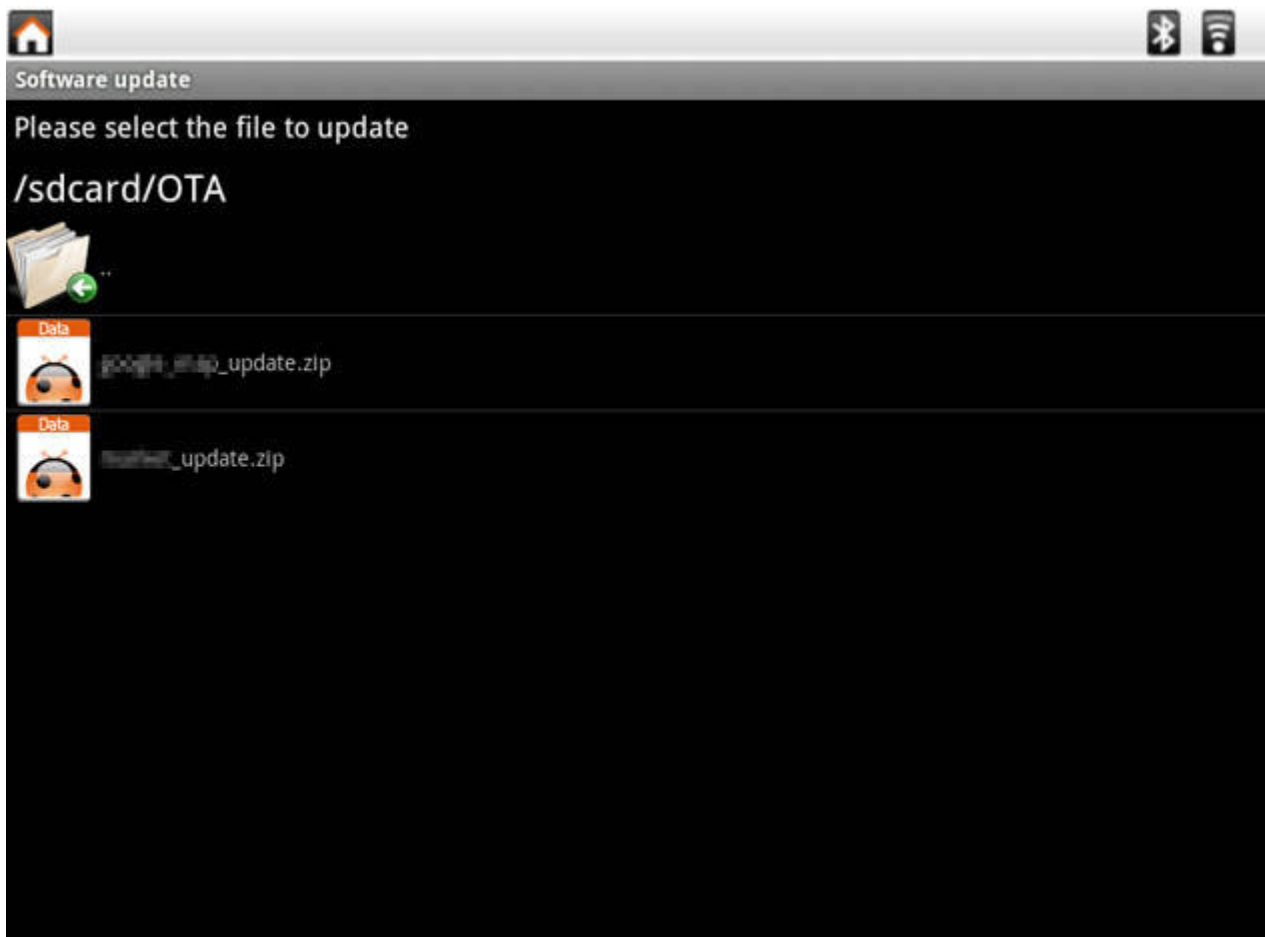 Software update
Please select the file to update
/sdcard/OTA
..
Data
_update.zip
Data
_update.zip